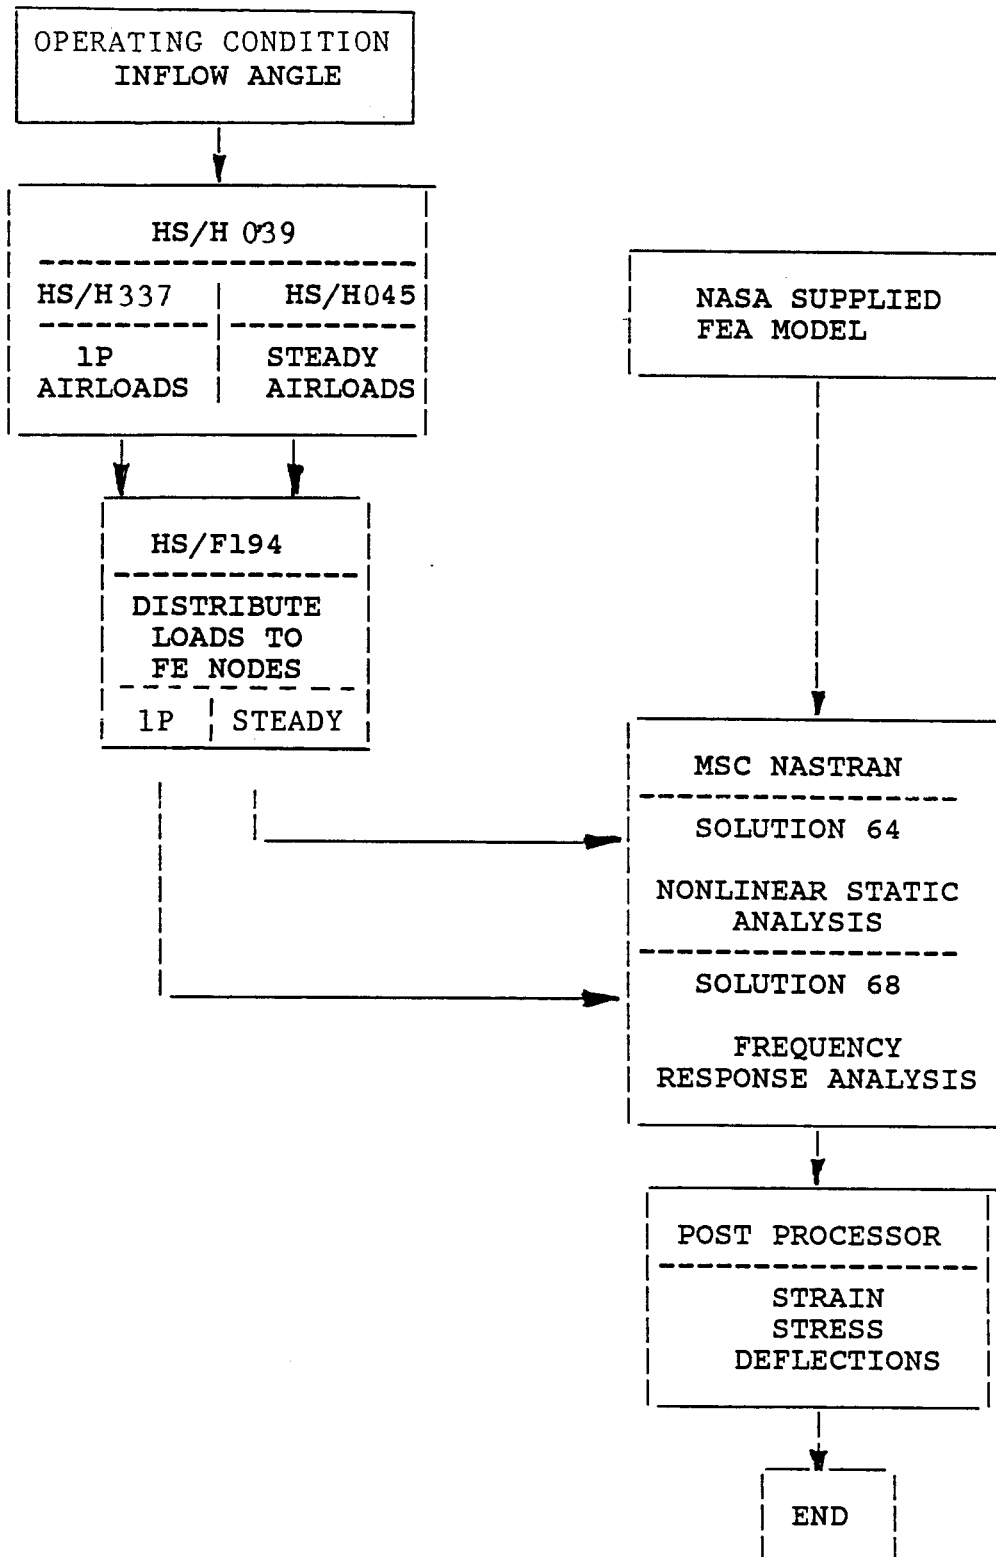 OPERATING CONDITION
INFLOW ANGLE
HS/H 039
HS/H337
HS/H045
1P
AIRLOADS
STEADY
AIRLOADS
HS/F194
DISTRIBUTE
LOADS TO
FE NODES
1P
STEADY
NASA SUPPLIED
FEA MODEL
MSC NASTRAN
SOLUTION 64
NONLINEAR STATIC
ANALYSIS
SOLUTION 68
FREQUENCY
RESPONSE ANALYSIS
POST PROCESSOR
STRAIN
STRESS
DEFLECTIONS
END